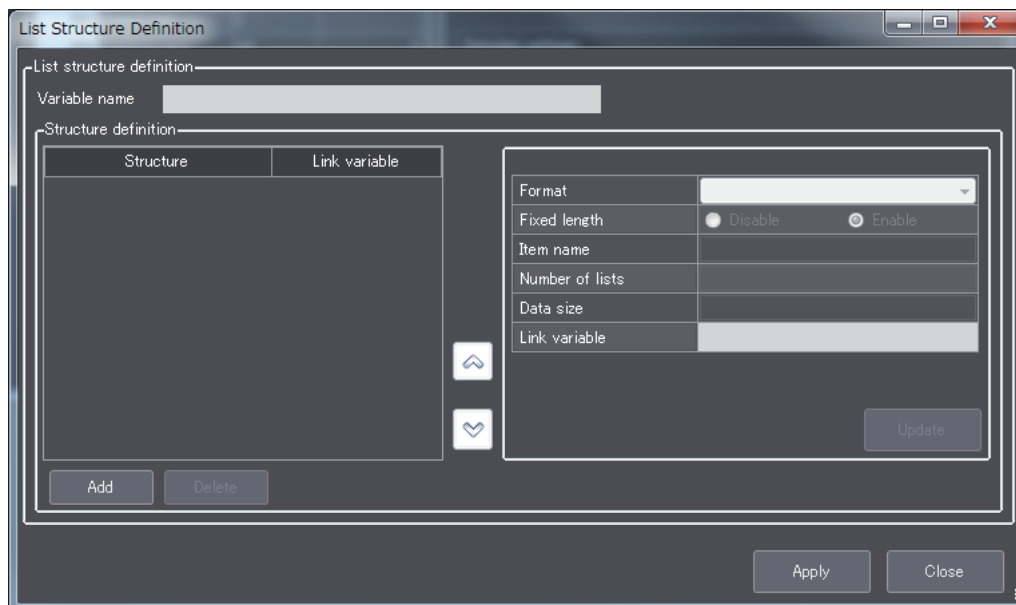 List Structure Definition
List structure definition
Variable name
Structure definition
Structure Link variable
Format
Fixed length Disable Enable
Item name
Number of lists
Data size
Link variable
Update
Add Delete
Apply Close